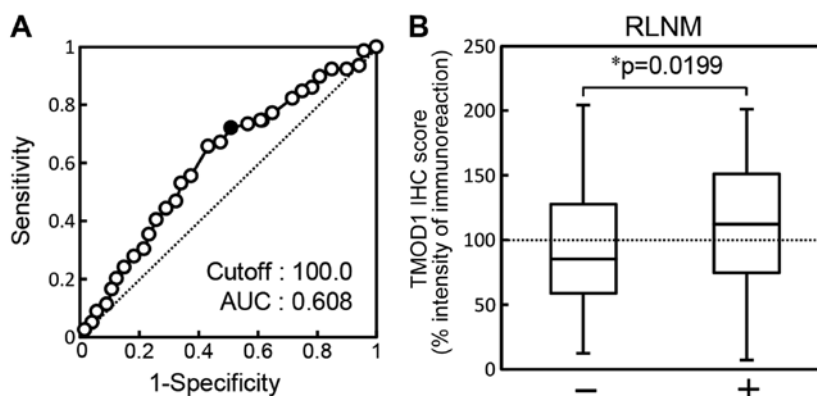 A
1
0.8
0.6
0.4
0.2
0
Sensitivity
0 0.2 0.4 0.6 0.8 1
1-Specificity
Cutoff : 100.0
AUC : 0.608
B
RLNM
*p=0.0199
250
200
150
100
50
0
TMOD1 IHC score
(% intensity of immunoreaction)
− +